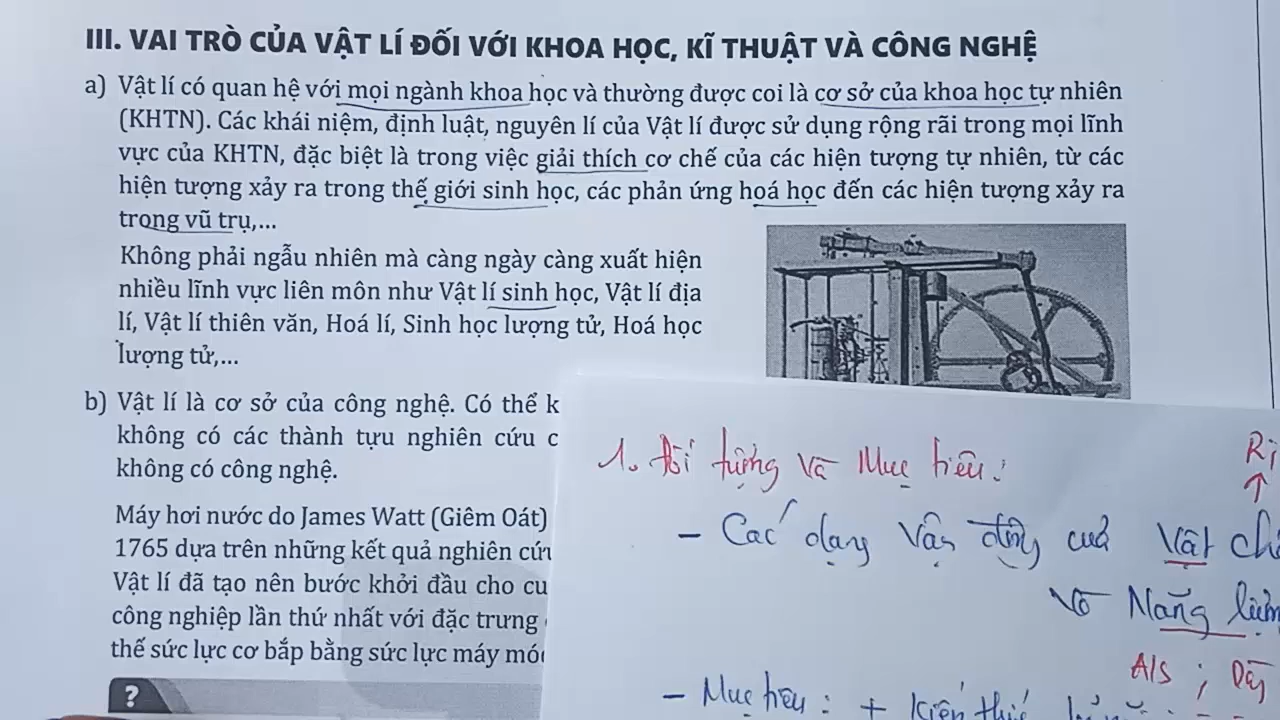 III. VAI TRÒ CỦA VẬT LÍ ĐỐI VỚI KHOA HỌC, KĨ THUẬT VÀ CÔNG NGHỆ
a) Vật lí có quan hệ với mọi ngành khoa học và thường được coi là cơ sở của khoa học tự nhiên
(KHTN). Các khái niệm, định luật, nguyên lí của Vật lí được sử dụng rộng rãi trong mọi lĩnh
vực của KHTN, đặc biệt là trong việc giải thích cơ chế của các hiện tượng tự nhiên, từ các
hiện tượng xảy ra trong thế giới sinh học, các phản ứng hoá học đến các hiện tượng xảy ra
trong vũ trụ,...
Không phải ngẫu nhiên mà càng ngày càng xuất hiện
nhiều lĩnh vực liên môn như Vật lí sinh học, Vật lí địa
lí, Vật lí thiên văn, Hoá lí, Sinh học lượng tử, Hoá học
lượng tử,...
b) Vật lí là cơ sở của công nghệ. Có thể k
không có các thành tựu nghiên cứu c
không có công nghệ.
Máy hơi nước do James Watt (Giêm Oát)
1765 dựa trên những kết quả nghiên cứu
Vật lí đã tạo nên bước khởi đầu cho cu
công nghiệp lần thứ nhất với đặc trưng
thế sức lực cơ bắp bằng sức lực máy mó
?
1. Đối tượng và Mục tiêu:
- Các dạng vận động của vật ch
và Năng lượn
A/s ;
- Mục tiêu : + kiến thức